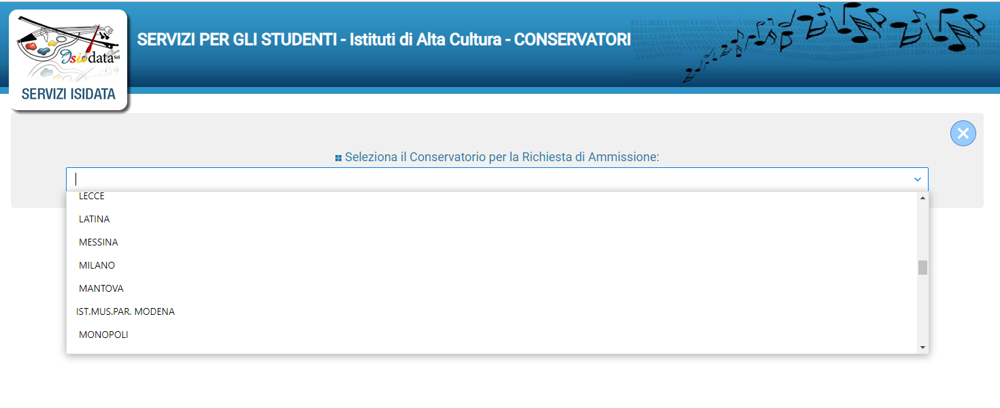 Isidata Srl
SERVIZI ISIDATA
SERVIZI PER GLI STUDENTI - Istituti di Alta Cultura - CONSERVATORI
Seleziona il Conservatorio per la Richiesta di Ammissione:
LECCE
LATINA
MESSINA
MILANO
MANTOVA
IST.MUS.PAR. MODENA
MONOPOLI